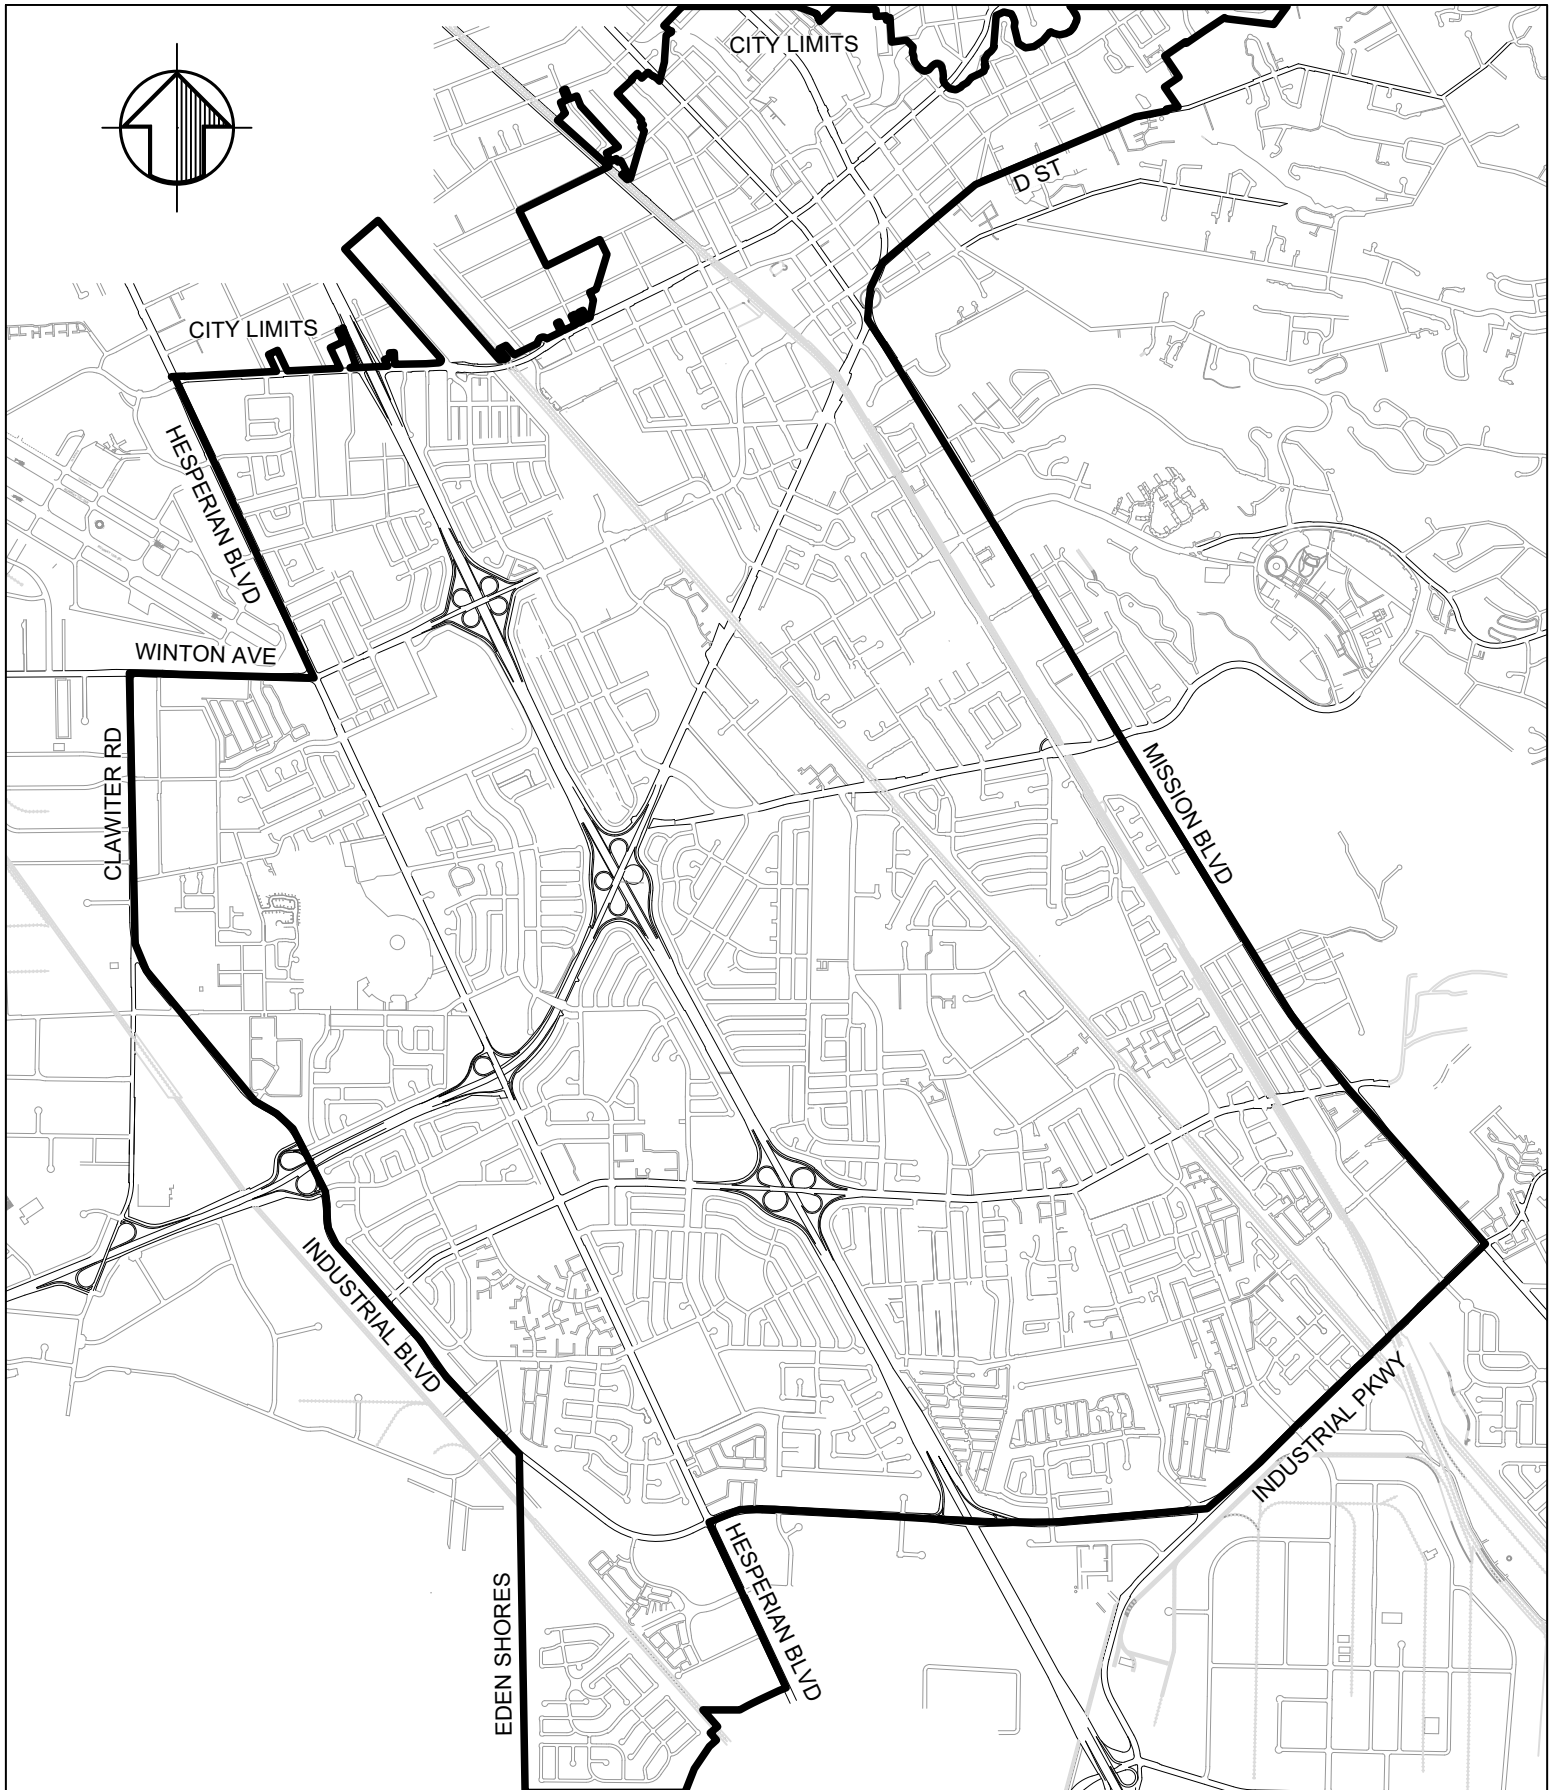 CITY LIMITS
D ST
CITY LIMITS
HESPERIAN BLVD
WINTON AVE
CLAWITER RD
MISSION BLVD
INDUSTRIAL BLVD
INDUSTRIAL PKWY
HESPERIAN BLVD
EDEN SHORES